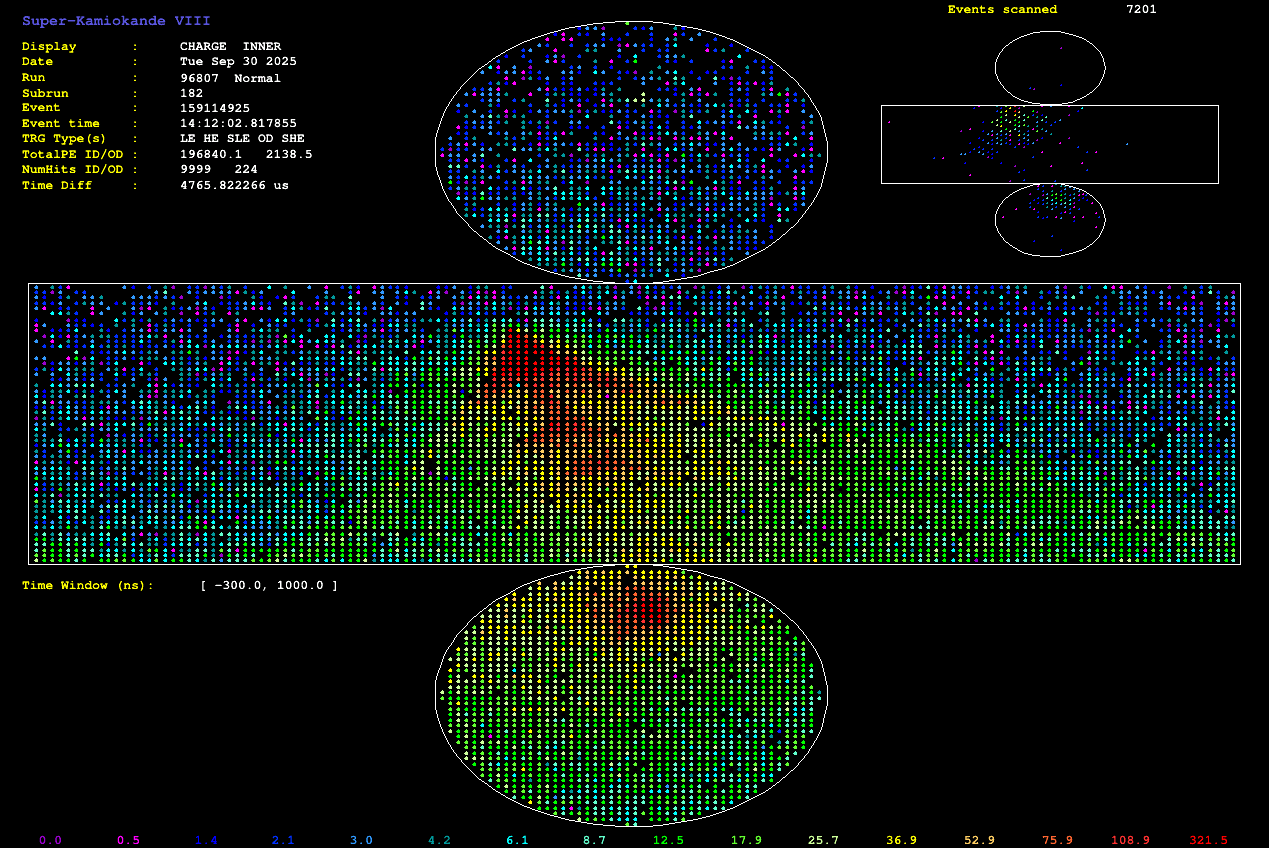 Super-Kamiokande VIII
Events scanned 7201
Display : CHARGE INNER
Date : Tue Sep 30 2025
Run : 96807 Normal
Subrun : 182
Event : 159114925
Event time : 14:12:02.817855
TRG Type(s) : LE HE SLE OD SHE
TotalPE ID/OD : 196840.1 2138.5
NumHits ID/OD : 9999 224
Time Diff : 4765.822266 us
Time Window (ns): [ -300.0, 1000.0 ]
0.0 0.5 1.4 2.1 3.0 4.2 6.1 8.7 12.5 17.9 25.7 36.9 52.9 75.9 108.9 321.5